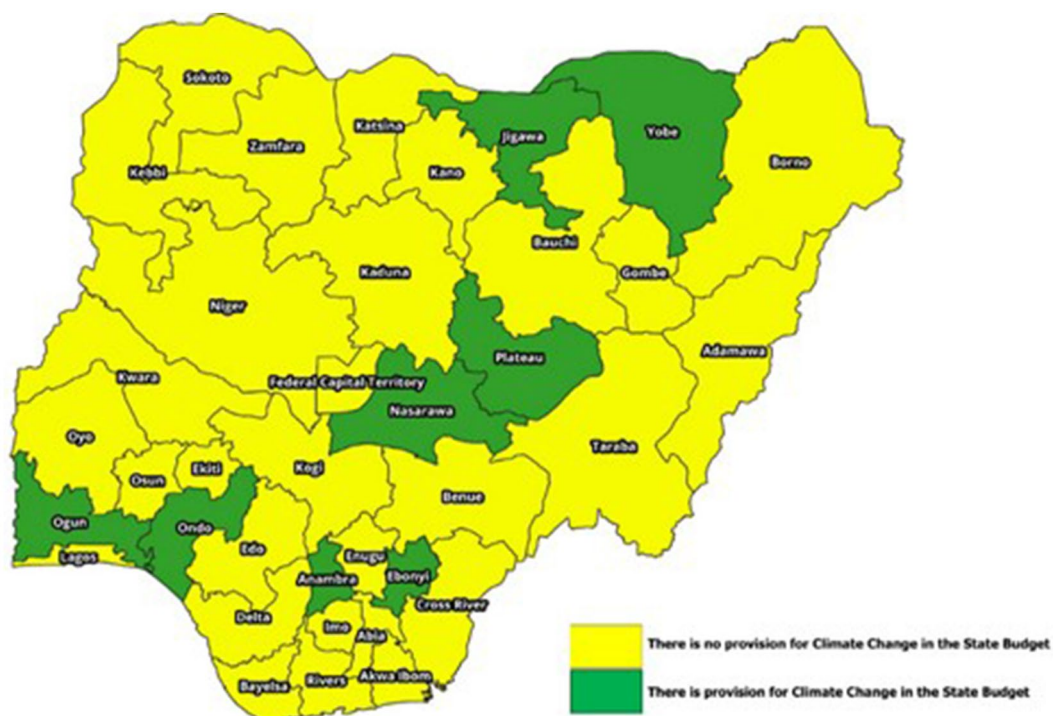 Sokoto
Katsina
Zamfara
Jigawa
Yobe
Kebbi
Kano
Borno
Bauchi
Kaduna
Gombe
Niger
Adamawa
Plateau
Kwara
Federal Capital Territory
Nasarawa
Oyo
Taraba
Ekiti
Kogi
Osun
Benue
Ogun
Ondo
Edo
Lagos
Enugu
Anambra
Ebonyi
Cross River
Delta
Imo
Abia
Akwa Ibom
Rivers
Bayelsa
There is no provision for Climate Change in the State Budget
There is provision for Climate Change in the State Budget